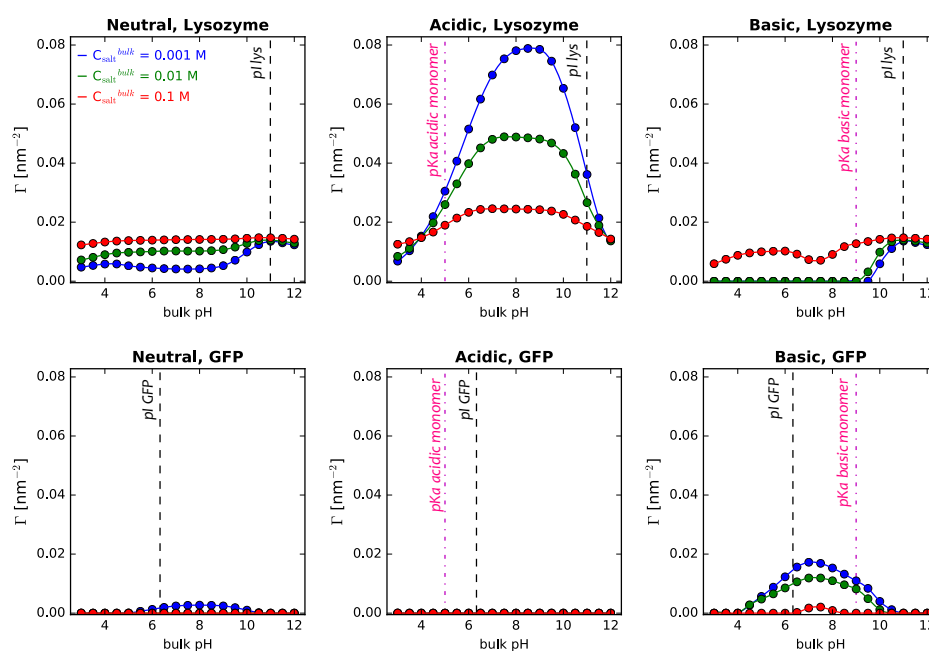 Neutral, Lysozyme
Acidic, Lysozyme
Basic, Lysozyme
0.08
0.06
0.04
0.02
0.00
Γ [nm⁻²]
C_salt^bulk = 0.001 M
C_salt^bulk = 0.01 M
C_salt^bulk = 0.1 M
pI lys
4 6 8 10 12
bulk pH
0.08
0.06
0.04
0.02
0.00
Γ [nm⁻²]
pKa acidic monomer
pI lys
4 6 8 10 12
bulk pH
0.08
0.06
0.04
0.02
0.00
Γ [nm⁻²]
pKa basic monomer
pI lys
4 6 8 10 12
bulk pH
Neutral, GFP
Acidic, GFP
Basic, GFP
0.08
0.06
0.04
0.02
0.00
Γ [nm⁻²]
pI GFP
4 6 8 10 12
bulk pH
0.08
0.06
0.04
0.02
0.00
Γ [nm⁻²]
pKa acidic monomer
pI GFP
4 6 8 10 12
bulk pH
0.08
0.06
0.04
0.02
0.00
Γ [nm⁻²]
pI GFP
pKa basic monomer
4 6 8 10 12
bulk pH